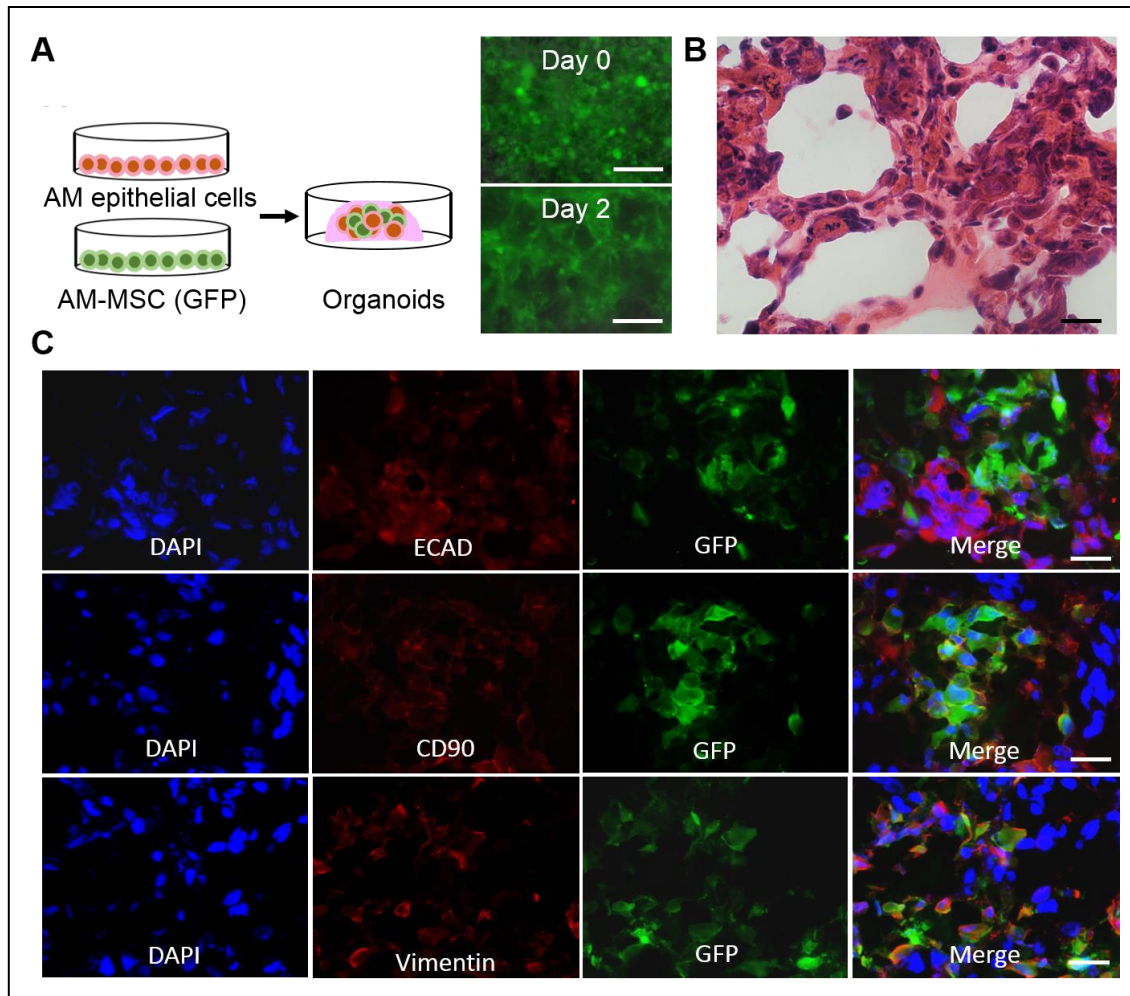 A
Day 0
B
AM epithelial cells
Day 2
AM-MSC (GFP)
Organoids
C
DAPI
ECAD
GFP
Merge
DAPI
CD90
GFP
Merge
DAPI
Vimentin
GFP
Merge